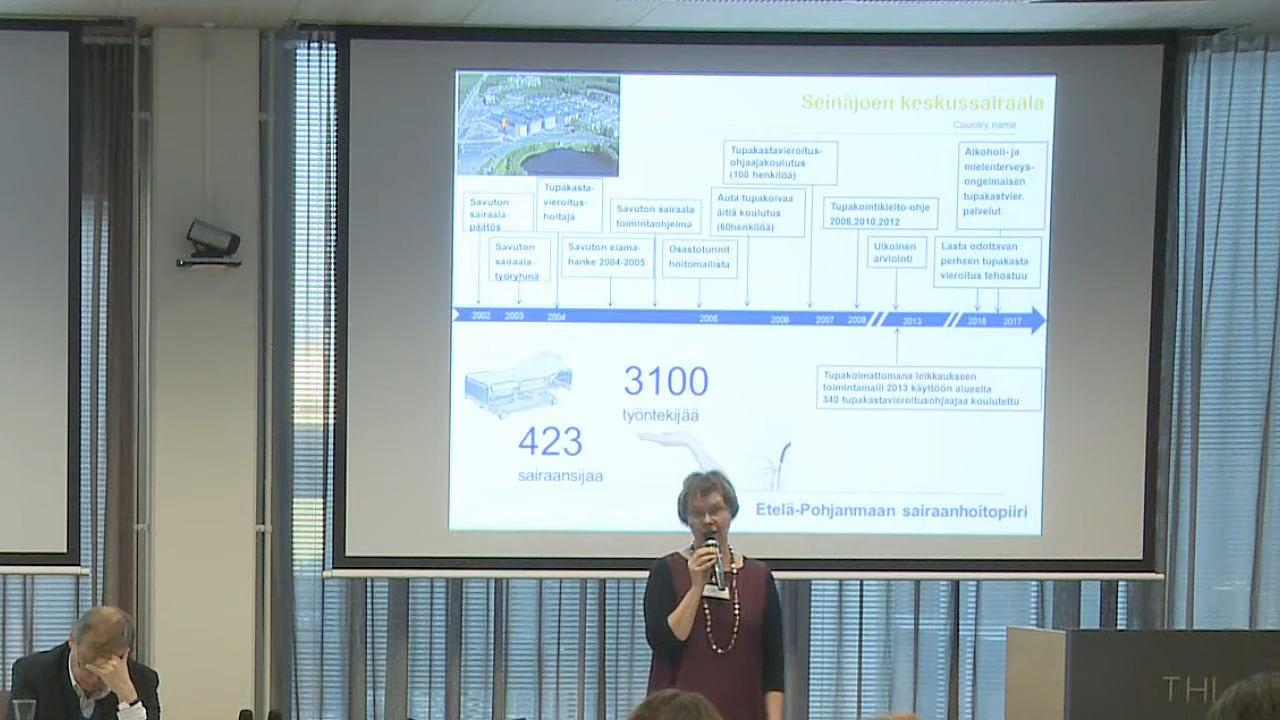 Seinäjoen keskussairaala
Country name
Savuton
sairaala-
päätös
Savuton
sairaala-
työryhmä
Tupakasta-
vieroitus-
hoitaja
Savuton elämä-
hanke 2004-2005
Savuton sairaala
toimintaohjelma
Osastotunnit
hoitomallista
Auta tupakoivaa
äitiä koulutus
(60henkilöä)
Tupakastavieroitus-
ohjaajakoulutus
(100 henkilöä)
Tupakointikielto-ohje
2008,2010,2012
Ulkoinen
arviointi
Alkoholi- ja
mielenterveys-
ongelmaisen
tupakastvier.
palvelut
Lasta odottavan
perheen tupakasta
vieroitus tehostuu
2002 2003 2004 2005 2006 2007 2008 2013 2016 2017
Tupakoimattomana leikkaukseen
toimintamalli 2013 käyttöön alueella
340 tupakastavieroitusohjaajaa koulutettu
3100
työntekijää
423
sairaansijaa
Etelä-Pohjanmaan sairaanhoitopiiri
THL